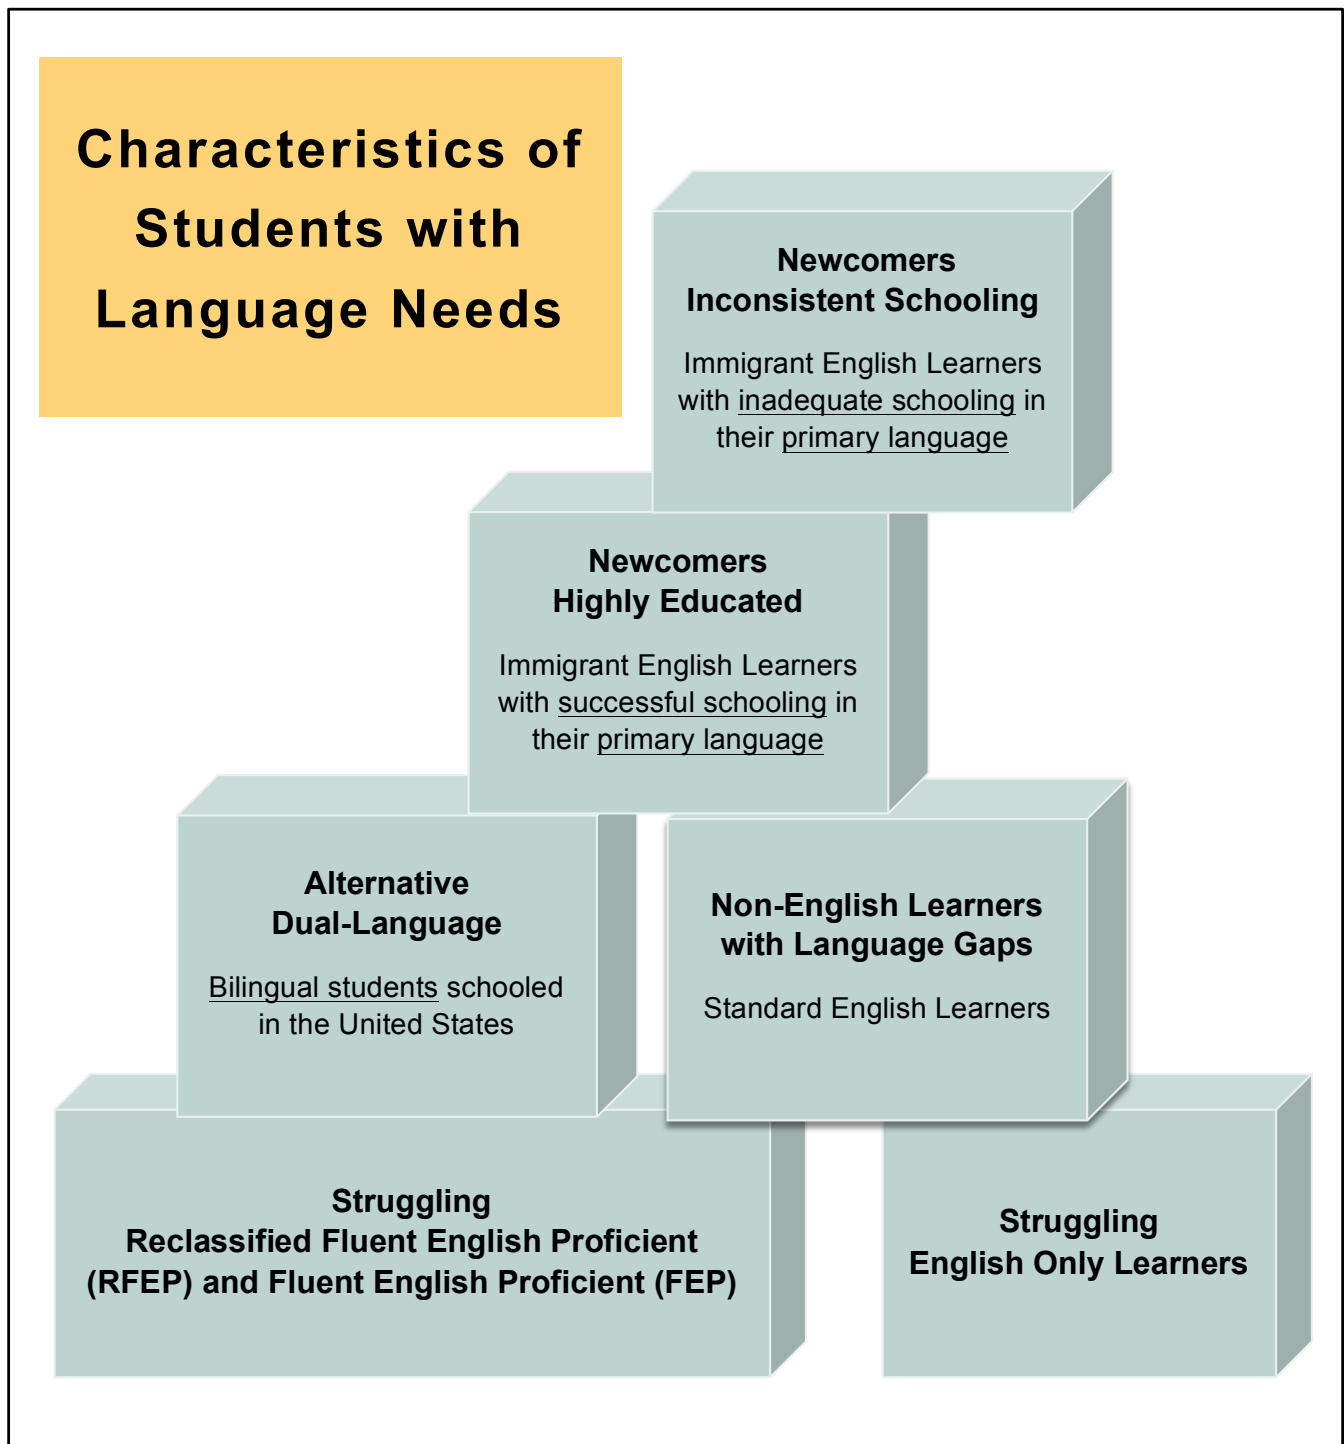 Characteristics of
Students with
Language Needs
Newcomers
Inconsistent Schooling
Immigrant English Learners
with inadequate schooling in
their primary language
Newcomers
Highly Educated
Immigrant English Learners
with successful schooling in
their primary language
Alternative
Dual-Language
Bilingual students schooled
in the United States
Non-English Learners
with Language Gaps
Standard English Learners
Struggling
Reclassified Fluent English Proficient
(RFEP) and Fluent English Proficient (FEP)
Struggling
English Only Learners